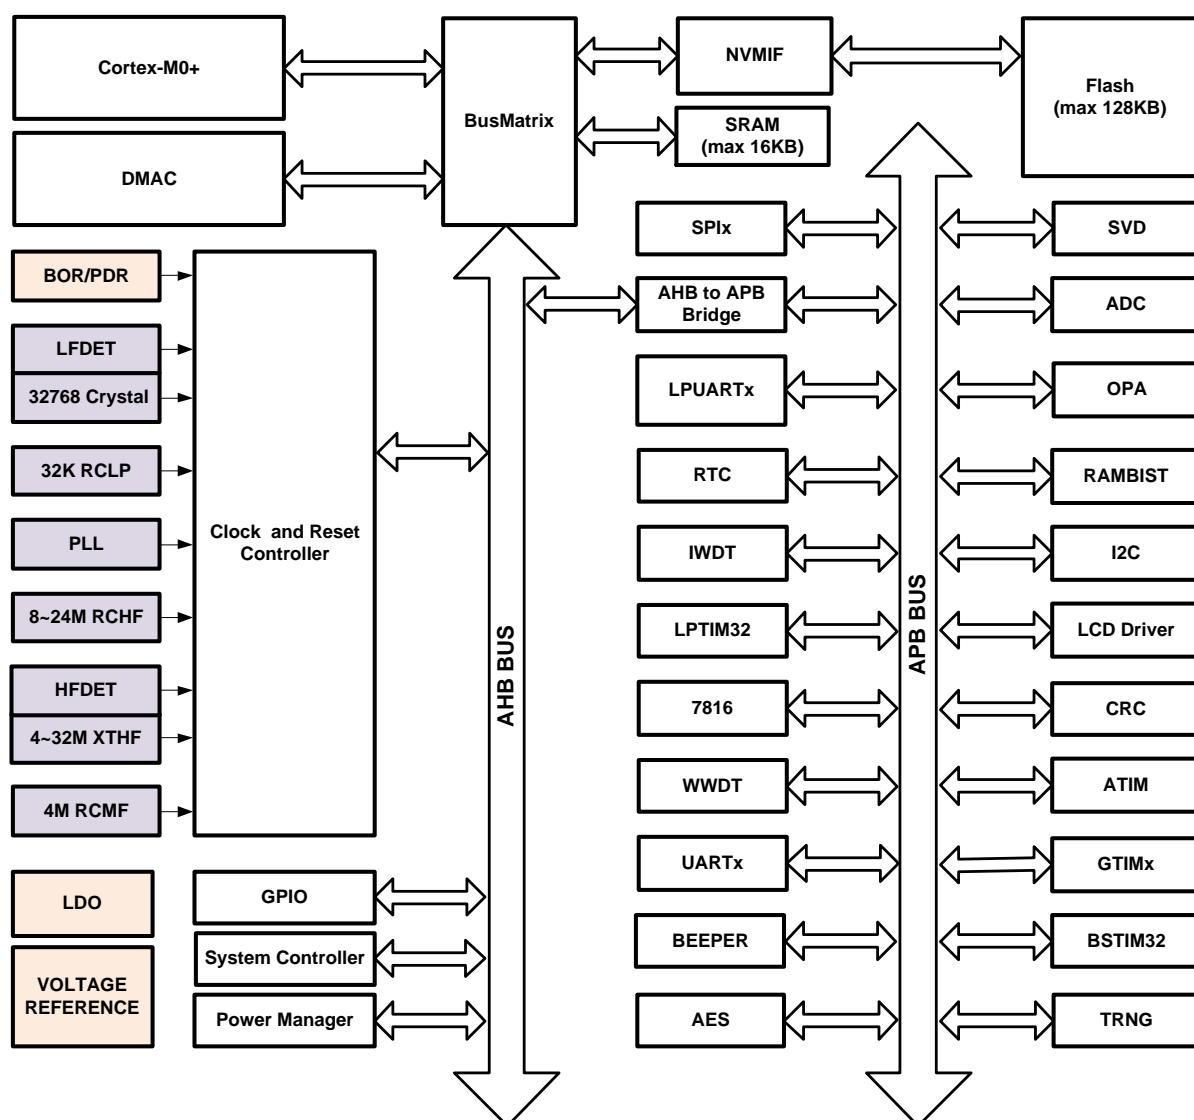 Cortex-M0+
DMAC
BusMatrix
NVMIF
SRAM
(max 16KB)
Flash
(max 128KB)
BOR/PDR
LFDET
32768 Crystal
32K RCLP
PLL
8~24M RCHF
HFDET
4~32M XTHF
4M RCMF
LDO
VOLTAGE
REFERENCE
Clock and Reset
Controller
GPIO
System Controller
Power Manager
AHB BUS
SPIx
AHB to APB
Bridge
LPUARTx
RTC
IWDT
LPTIM32
7816
WWDT
UARTx
BEEPER
AES
APB BUS
SVD
ADC
OPA
RAMBIST
I2C
LCD Driver
CRC
ATIM
GTIMx
BSTIM32
TRNG